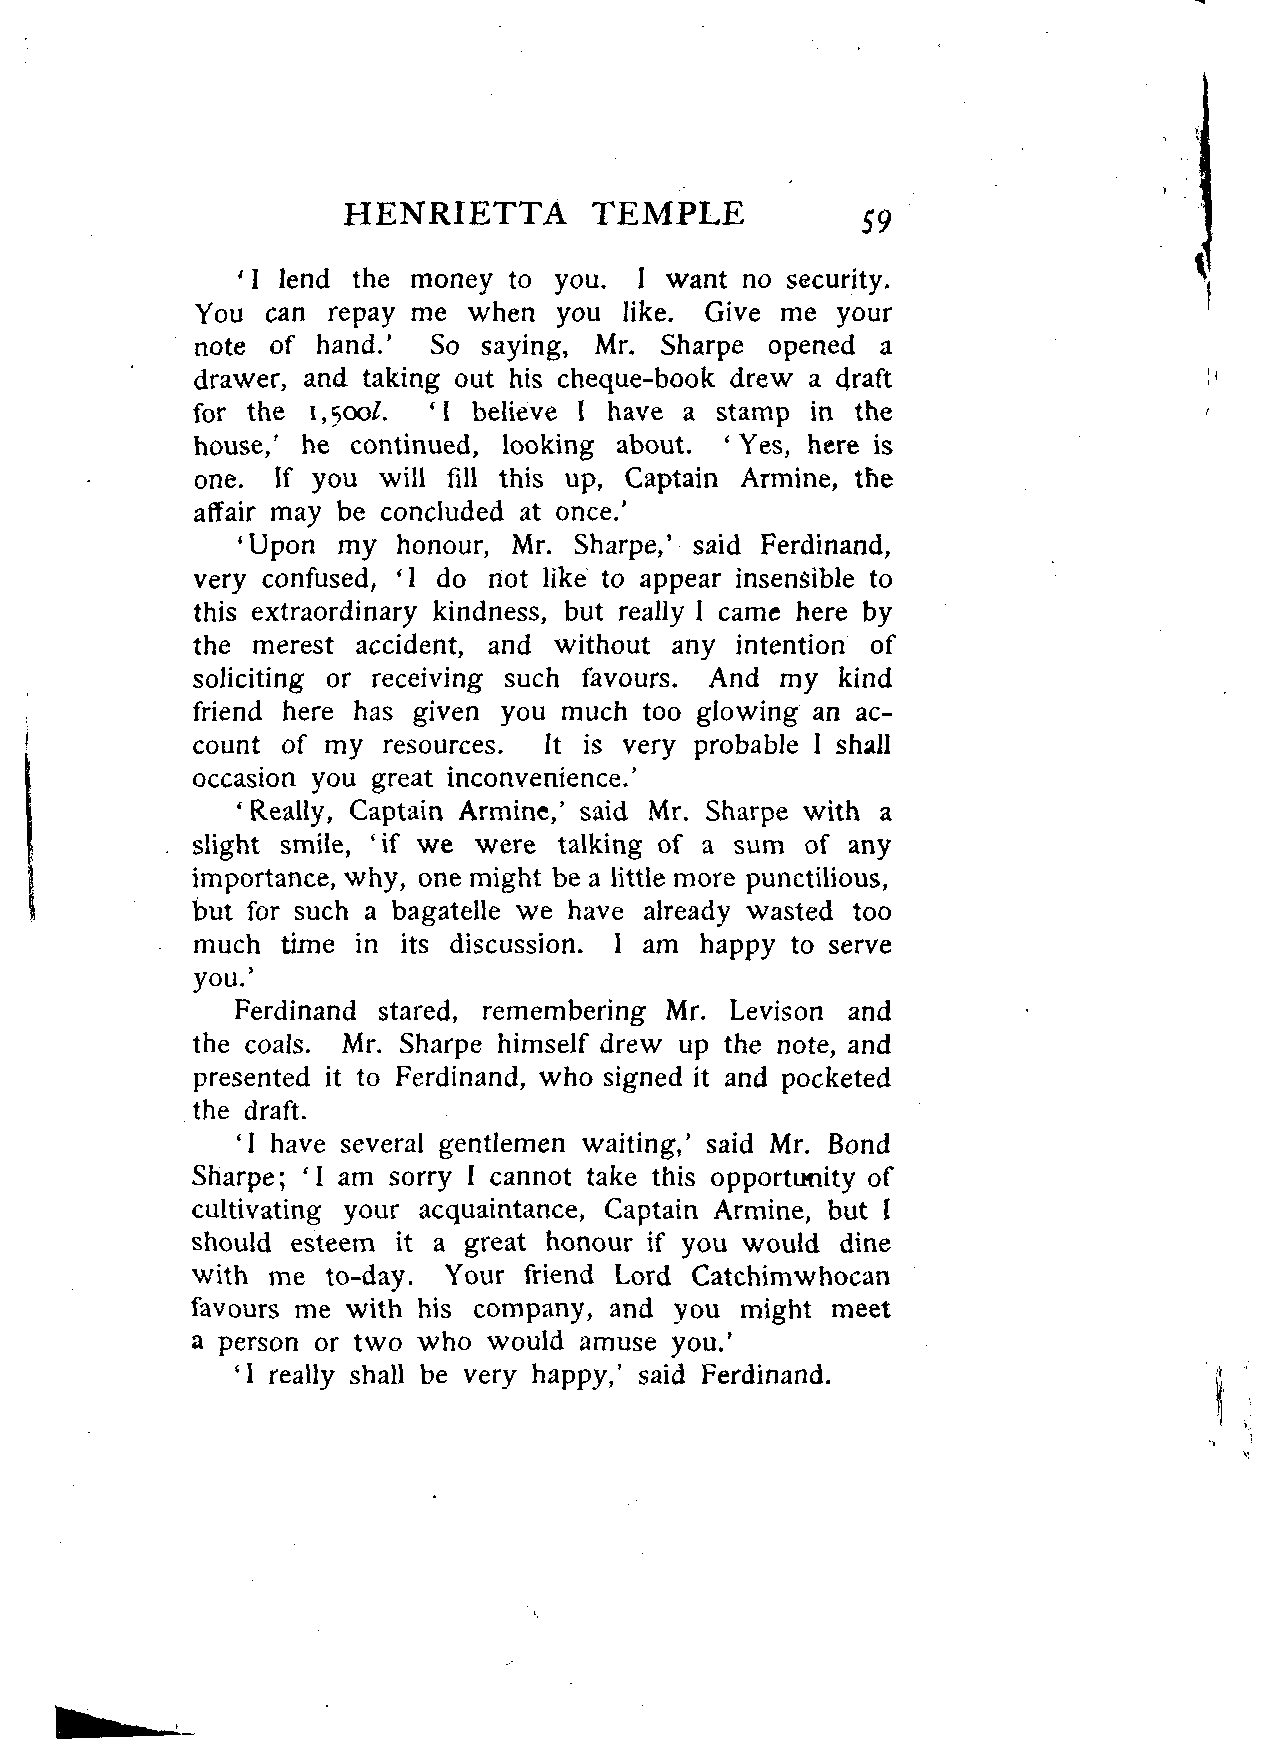 HENRIETTA TEMPLE 59
‘I lend the money to you. I want no security.
You can repay me when you like. Give me your
note of hand.’ So saying, Mr. Sharpe opened a
drawer, and taking out his cheque-book drew a draft
for the 1,500l. ‘I believe I have a stamp in the
house,’ he continued, looking about. ‘Yes, here is
one. If you will fill this up, Captain Armine, the
affair may be concluded at once.’
‘Upon my honour, Mr. Sharpe,’ said Ferdinand,
very confused, ‘I do not like to appear insensible to
this extraordinary kindness, but really I came here by
the merest accident, and without any intention of
soliciting or receiving such favours. And my kind
friend here has given you much too glowing an ac-
count of my resources. It is very probable I shall
occasion you great inconvenience.’
‘Really, Captain Armine,’ said Mr. Sharpe with a
slight smile, ‘if we were talking of a sum of any
importance, why, one might be a little more punctilious,
but for such a bagatelle we have already wasted too
much time in its discussion. I am happy to serve
you.’
Ferdinand stared, remembering Mr. Levison and
the coals. Mr. Sharpe himself drew up the note, and
presented it to Ferdinand, who signed it and pocketed
the draft.
‘I have several gentlemen waiting,’ said Mr. Bond
Sharpe; ‘I am sorry I cannot take this opportunity of
cultivating your acquaintance, Captain Armine, but I
should esteem it a great honour if you would dine
with me to-day. Your friend Lord Catchimwhocan
favours me with his company, and you might meet
a person or two who would amuse you.’
‘I really shall be very happy,’ said Ferdinand.